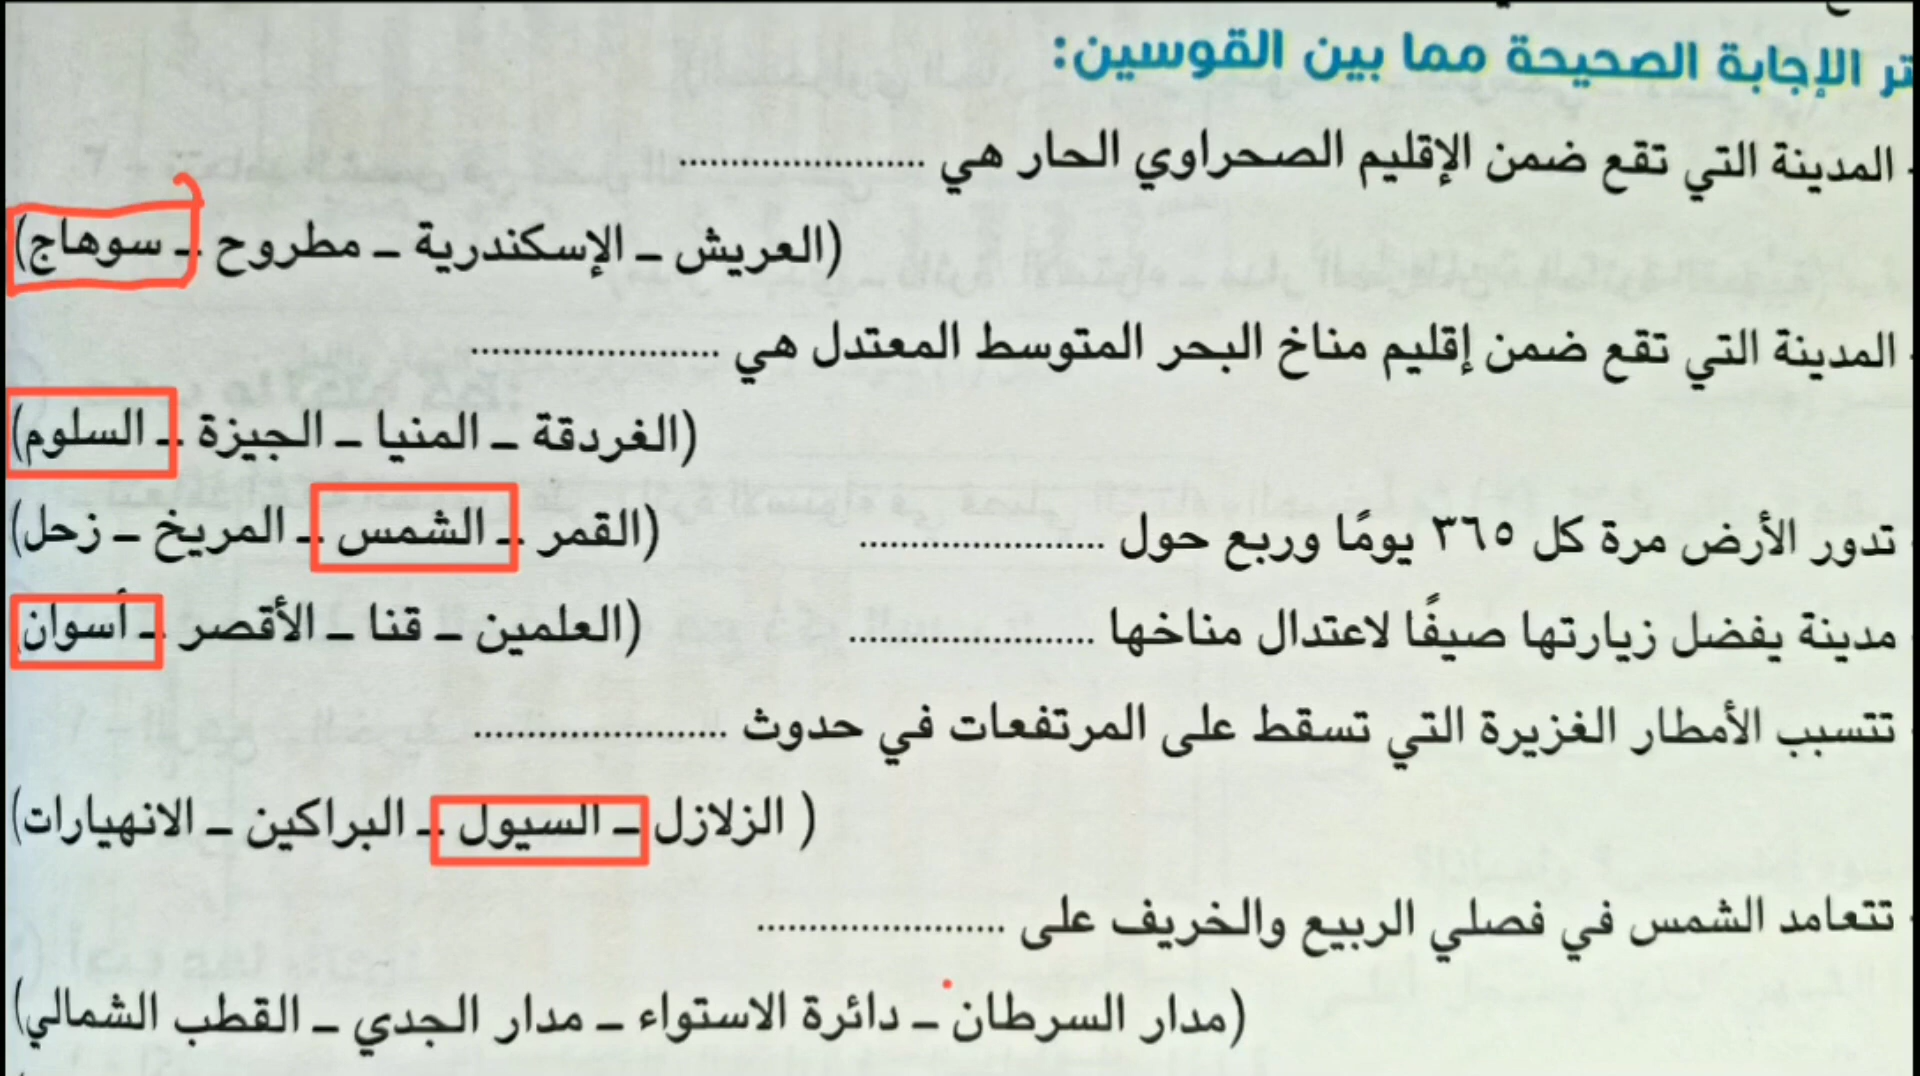 تر الإجابة الصحيحة مما بين القوسين:
المدينة التي تقع ضمن الإقليم الصحراوي الحار هي ........................
(العريش ـ الإسكندرية ـ مطروح ـ سوهاج)
المدينة التي تقع ضمن إقليم مناخ البحر المتوسط المعتدل هي ........................
(الغردقة ـ المنيا ـ الجيزة ـ السلوم)
تدور الأرض مرة كل ٣٦٥ يومًا وربع حول ........................ (القمر ـ الشمس ـ المريخ ـ زحل)
مدينة يفضل زيارتها صيفًا لاعتدال مناخها ........................ (العلمين ـ قنا ـ الأقصر ـ أسوان)
تتسبب الأمطار الغزيرة التي تسقط على المرتفعات في حدوث ........................
( الزلازل ـ السيول ـ البراكين ـ الانهيارات)
تتعامد الشمس في فصلي الربيع والخريف على ........................
(مدار السرطان ـ دائرة الاستواء ـ مدار الجدي ـ القطب الشمالي)